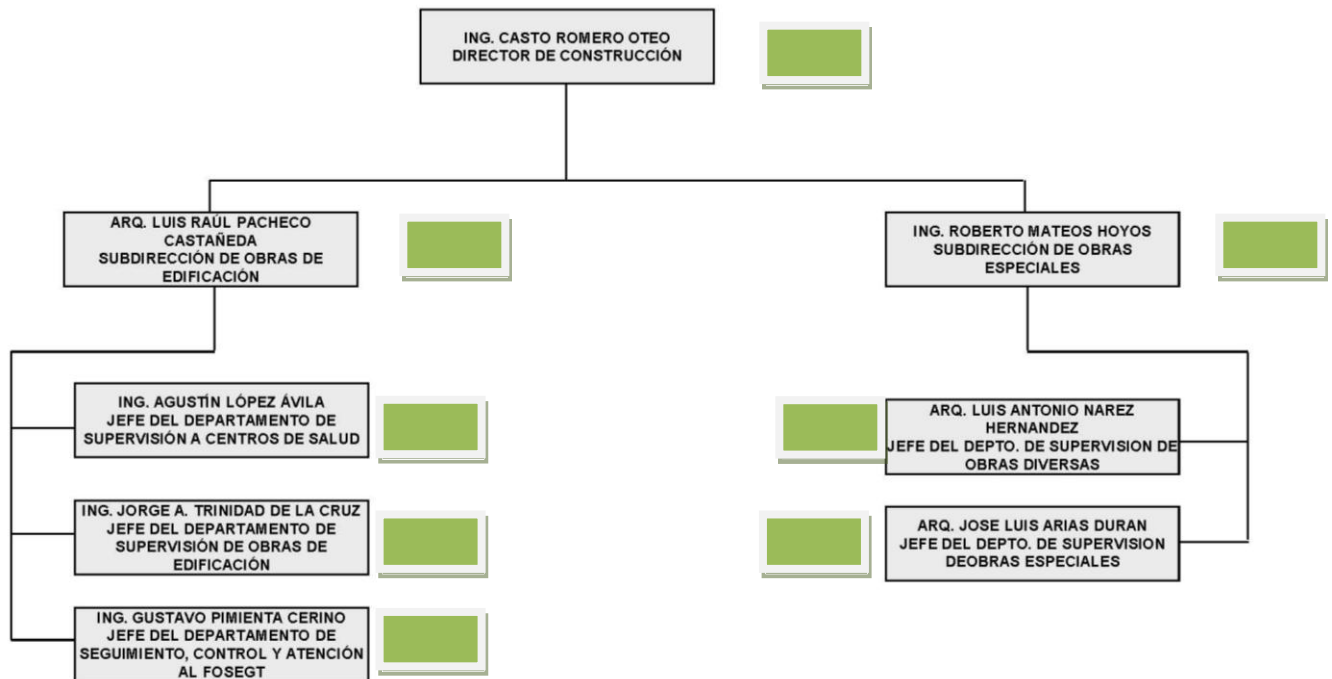 ING. CASTO ROMERO OTEO
DIRECTOR DE CONSTRUCCIÓN
ARQ. LUIS RAÚL PACHECO
CASTAÑEDA
SUBDIRECCIÓN DE OBRAS DE
EDIFICACIÓN
ING. ROBERTO MATEOS HOYOS
SUBDIRECCIÓN DE OBRAS
ESPECIALES
ING. AGUSTÍN LÓPEZ ÁVILA
JEFE DEL DEPARTAMENTO DE
SUPERVISIÓN A CENTROS DE SALUD
ING. JORGE A. TRINIDAD DE LA CRUZ
JEFE DEL DEPARTAMENTO DE
SUPERVISIÓN DE OBRAS DE
EDIFICACIÓN
ING. GUSTAVO PIMIENTA CERINO
JEFE DEL DEPARTAMENTO DE
SEGUIMIENTO, CONTROL Y ATENCIÓN
AL FOSEGT
ARQ. LUIS ANTONIO NAREZ
HERNANDEZ
JEFE DEL DEPTO. DE SUPERVISION DE
OBRAS DIVERSAS
ARQ. JOSE LUIS ARIAS DURAN
JEFE DEL DEPTO. DE SUPERVISION
DEOBRAS ESPECIALES